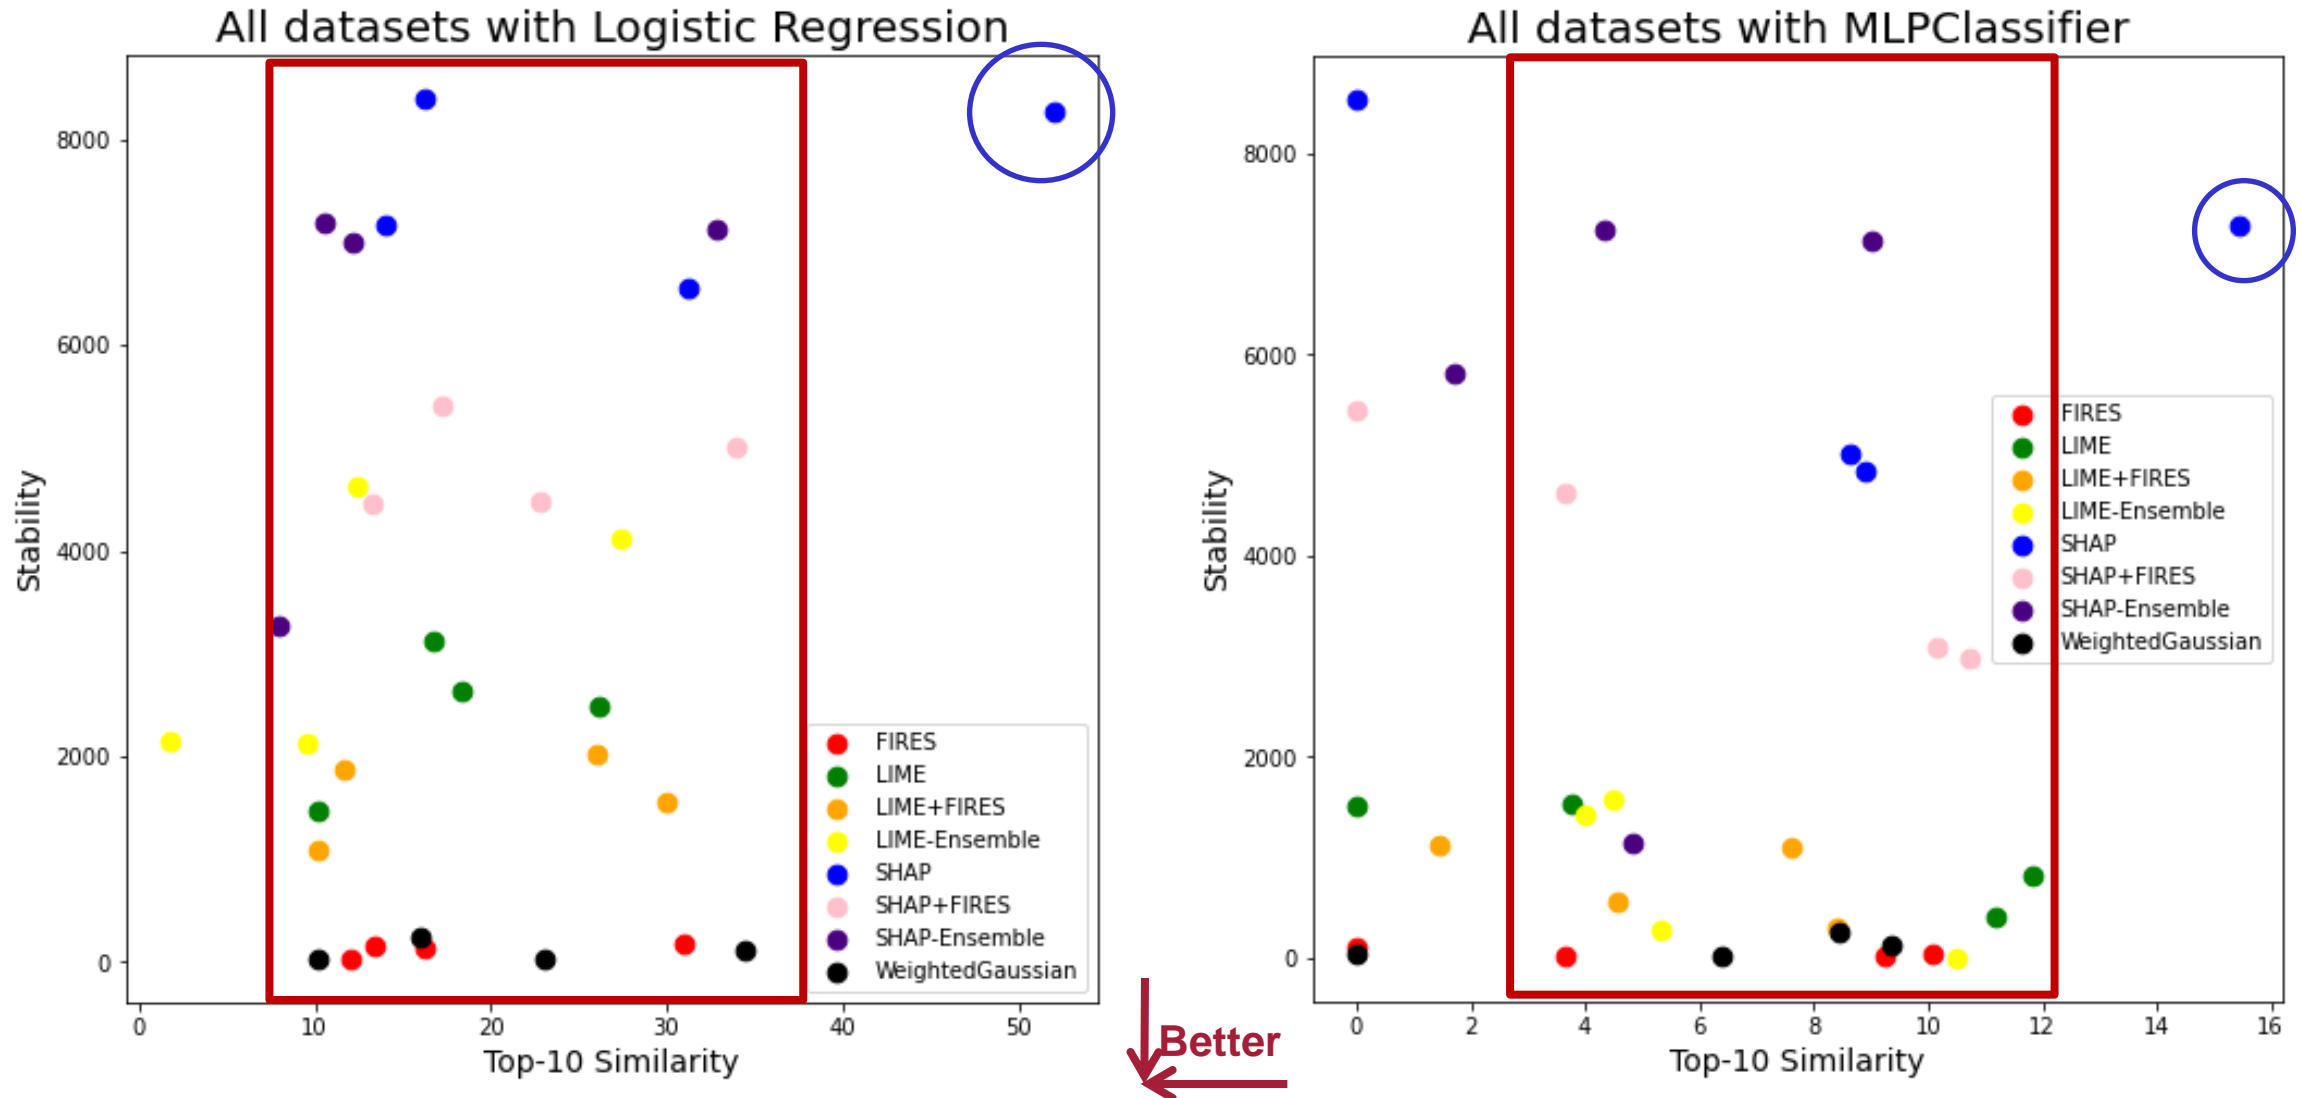 All datasets with Logistic Regression
Stability
8000
6000
4000
2000
0
FIRES
LIME
LIME+FIRES
LIME-Ensemble
SHAP
SHAP+FIRES
SHAP-Ensemble
WeightedGaussian
0 10 20 30 40 50
Top-10 Similarity
Better
All datasets with MLPClassifier
Stability
8000
6000
4000
2000
0
FIRES
LIME
LIME+FIRES
LIME-Ensemble
SHAP
SHAP+FIRES
SHAP-Ensemble
WeightedGaussian
0 2 4 6 8 10 12 14 16
Top-10 Similarity